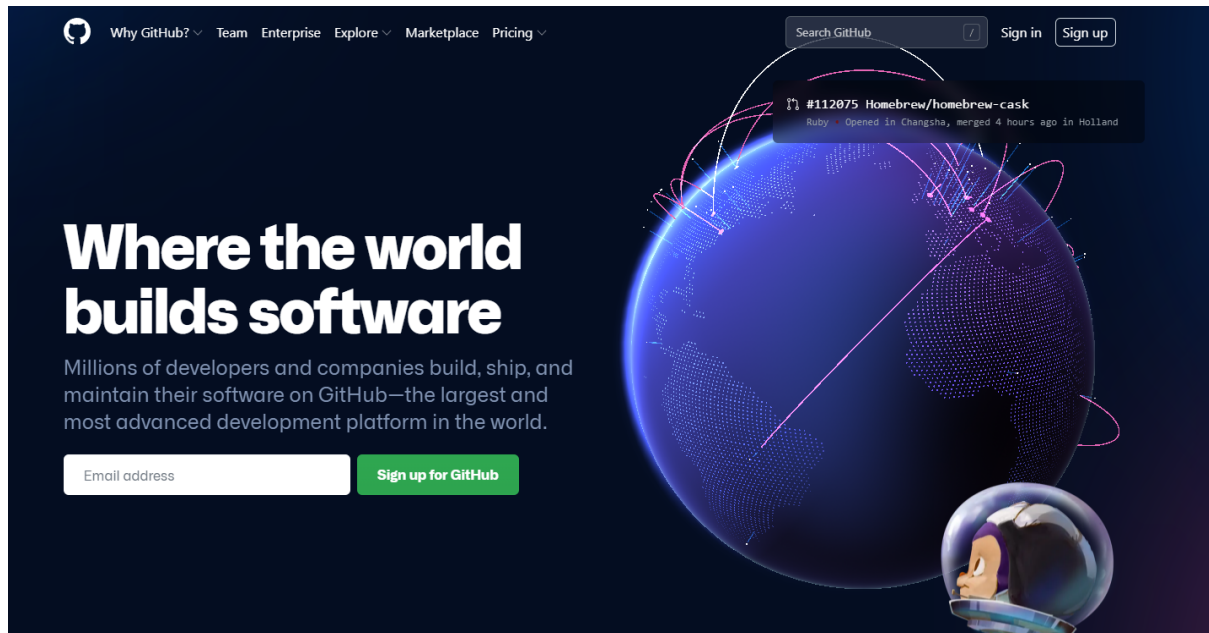 Why GitHub? Team Enterprise Explore Marketplace Pricing Search GitHub / Sign in Sign up
#112075 Homebrew/homebrew-cask
Ruby • Opened in Changsha, merged 4 hours ago in Holland
Where the world
builds software
Millions of developers and companies build, ship, and
maintain their software on GitHub—the largest and
most advanced development platform in the world.
Email address Sign up for GitHub